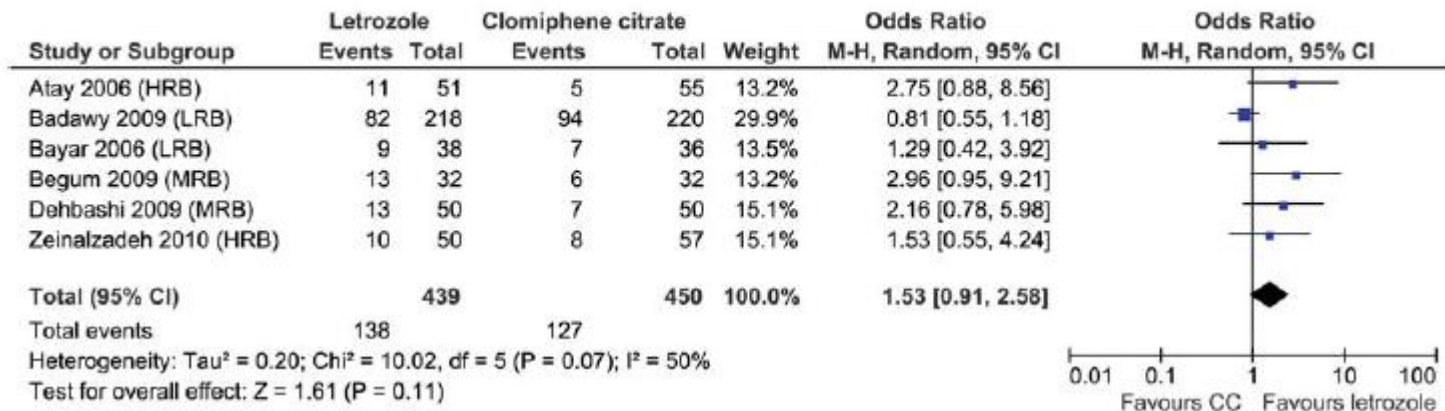 Letrozole Clomiphene citrate Odds Ratio Odds Ratio
Study or Subgroup Events Total Events Total Weight M-H, Random, 95% CI M-H, Random, 95% CI
Atay 2006 (HRB) 11 51 5 55 13.2% 2.75 [0.88, 8.56]
Badawy 2009 (LRB) 82 218 94 220 29.9% 0.81 [0.55, 1.18]
Bayar 2006 (LRB) 9 38 7 36 13.5% 1.29 [0.42, 3.92]
Begum 2009 (MRB) 13 32 6 32 13.2% 2.96 [0.95, 9.21]
Dehbashi 2009 (MRB) 13 50 7 50 15.1% 2.16 [0.78, 5.98]
Zeinalzadeh 2010 (HRB) 10 50 8 57 15.1% 1.53 [0.55, 4.24]
Total (95% CI) 439 450 100.0% 1.53 [0.91, 2.58]
Total events 138 127
Heterogeneity: Tau² = 0.20; Chi² = 10.02, df = 5 (P = 0.07); I² = 50%
Test for overall effect: Z = 1.61 (P = 0.11)
0.01 0.1 1 10 100
Favours CC Favours letrozole